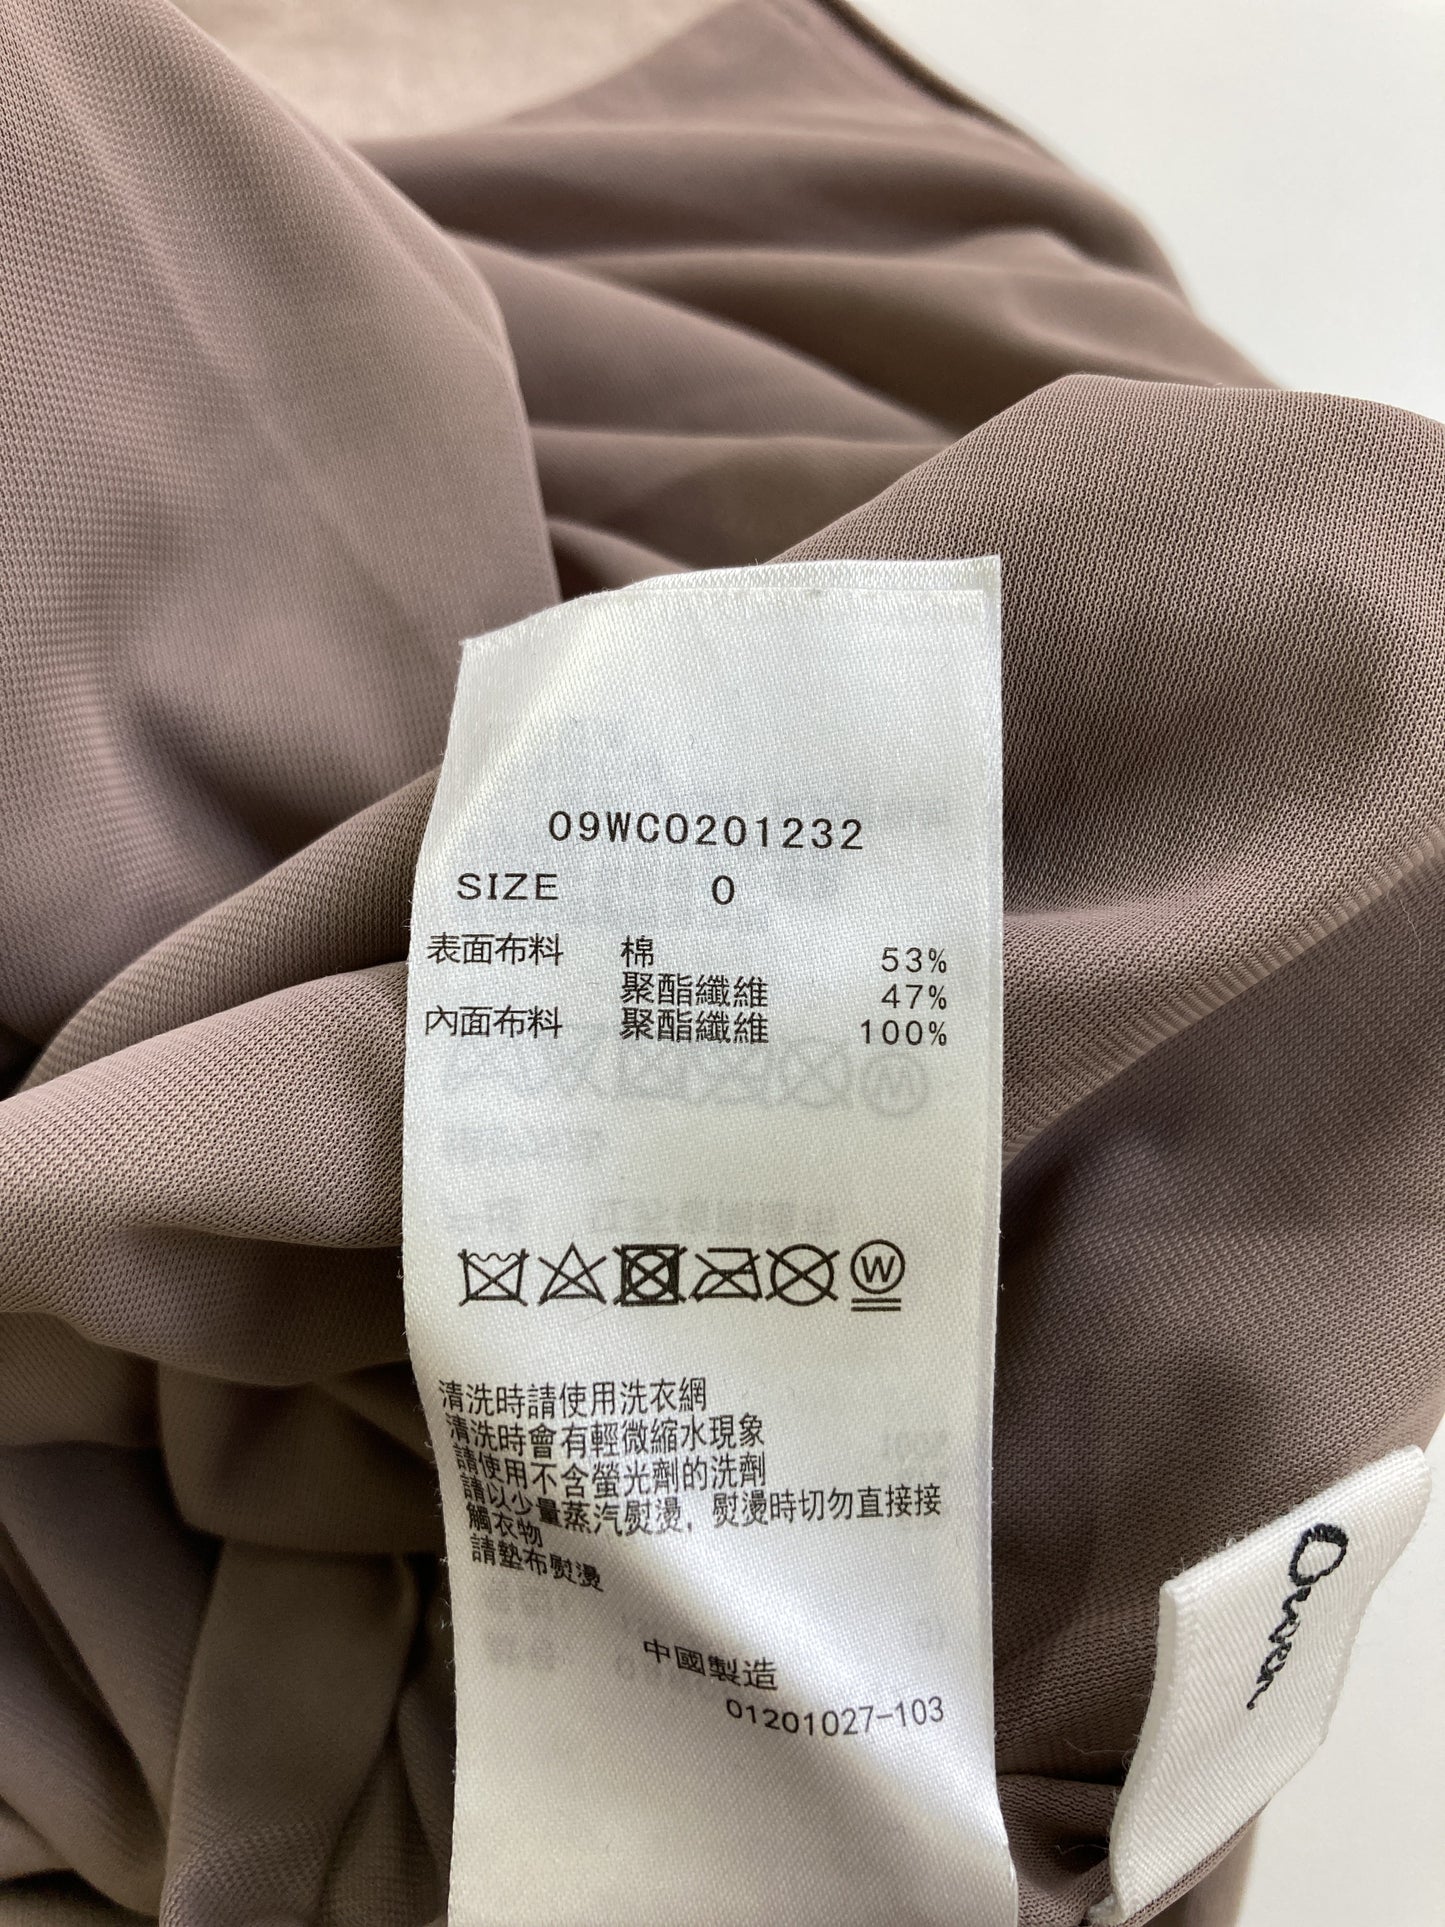 09WCO201232
SIZE 0
表面布料 棉 53%
聚酯纖維 47%
內面布料 聚酯纖維 100%
W
清洗時請使用洗衣網
清洗時會有輕微縮水現象
請使用不含螢光劑的洗劑
請以少量蒸汽熨燙，熨燙時切勿直接接
觸衣物
請墊布熨燙
中國製造
01201027-103